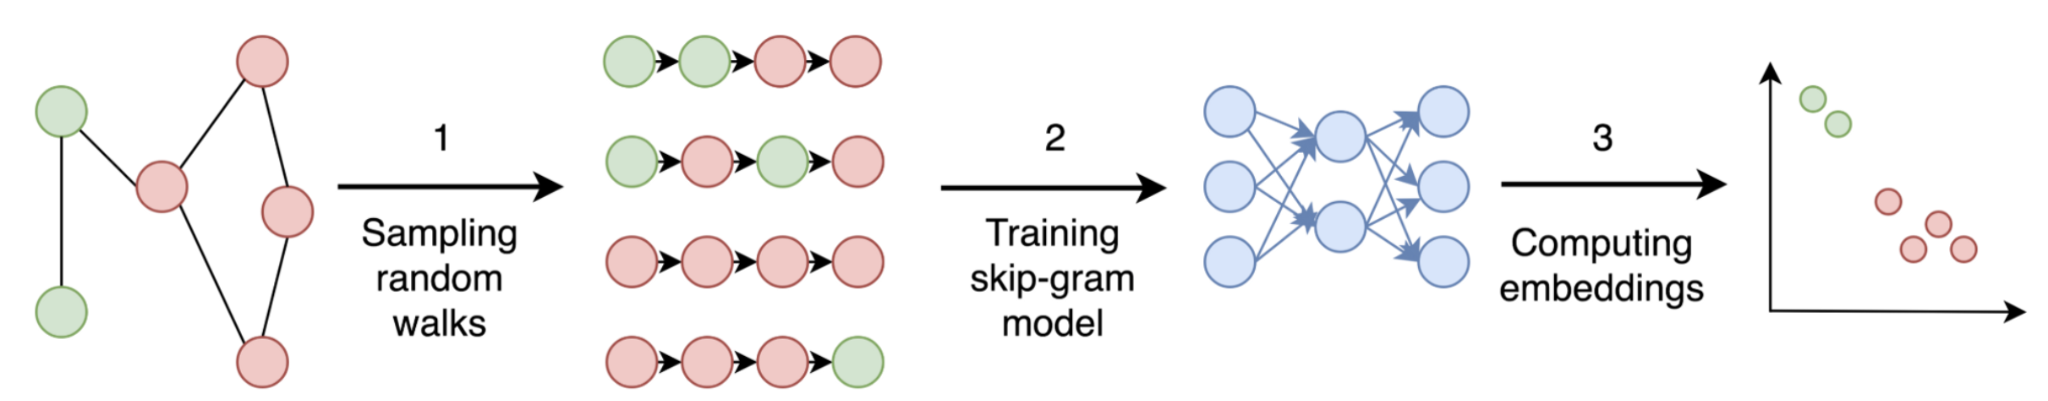 1
Sampling
random
walks
2
Training
skip-gram
model
3
Computing
embeddings